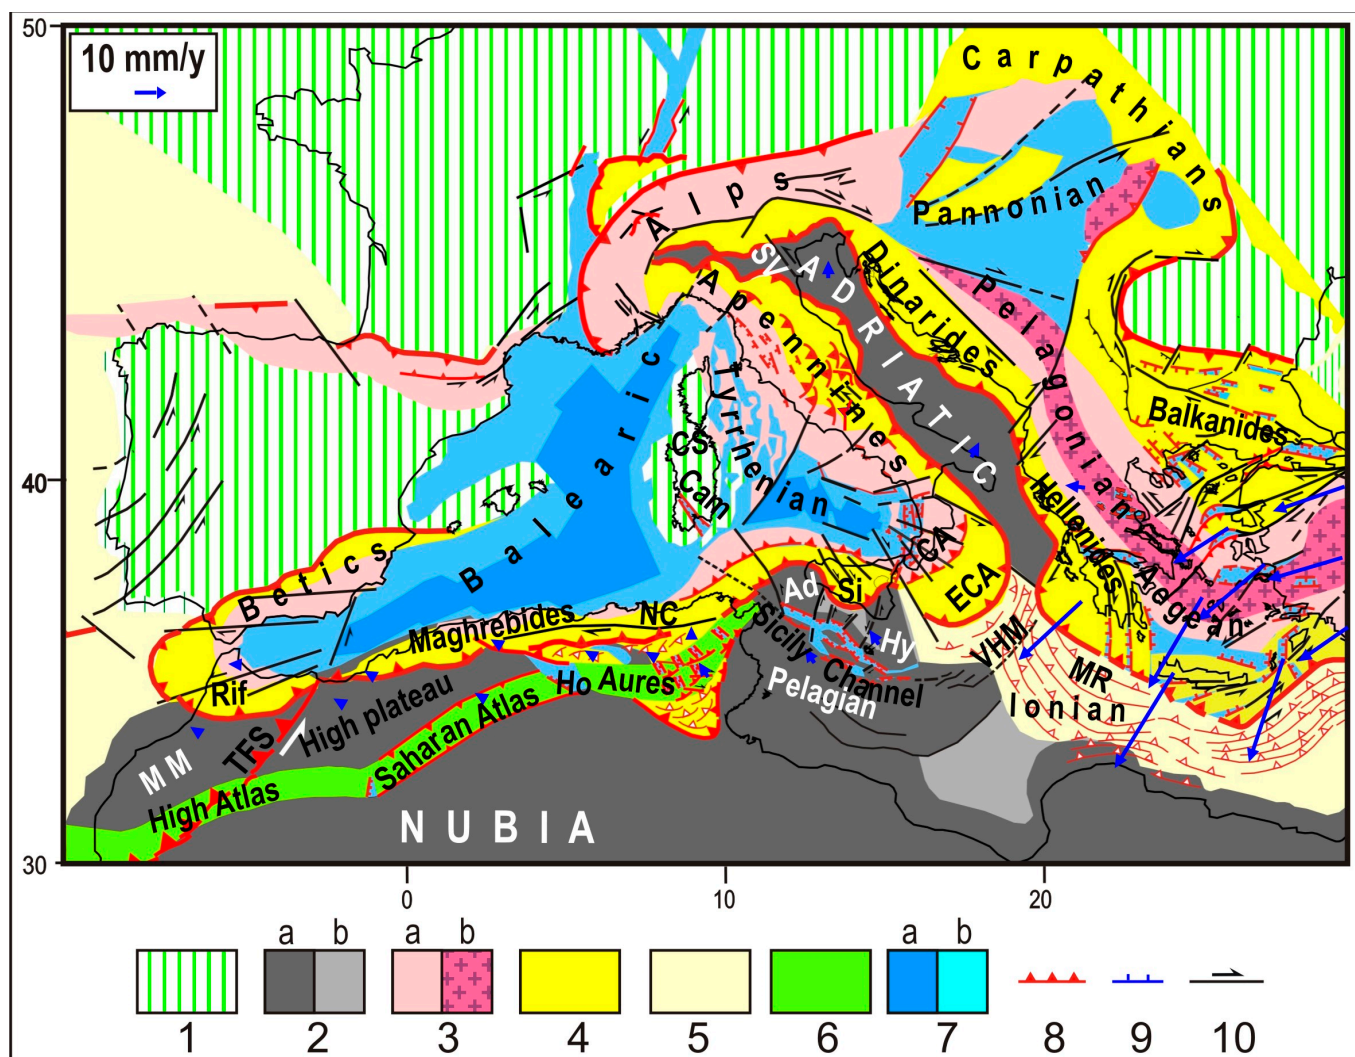 50
10 mm/y
Carpathians
Alps
Pannonian
SV
ADRIATIC
Dinarides
Apennines
Pelagonian
Balearic
Tyrrhenian
Balkanides
CS
Cam
40
Hellenides
CA
Betics
Ad
Si
ECA
Aegean
Maghrebides
NC
Sicily Channel
Hy
VHM
Rif
Ho
Aures
Pelagian
MR
Ionian
High plateau
TFS
Saharan Atlas
MM
High Atlas
NUBIA
30
0
10
20
a b a b a b
1 2 3 4 5 6 7 8 9 10